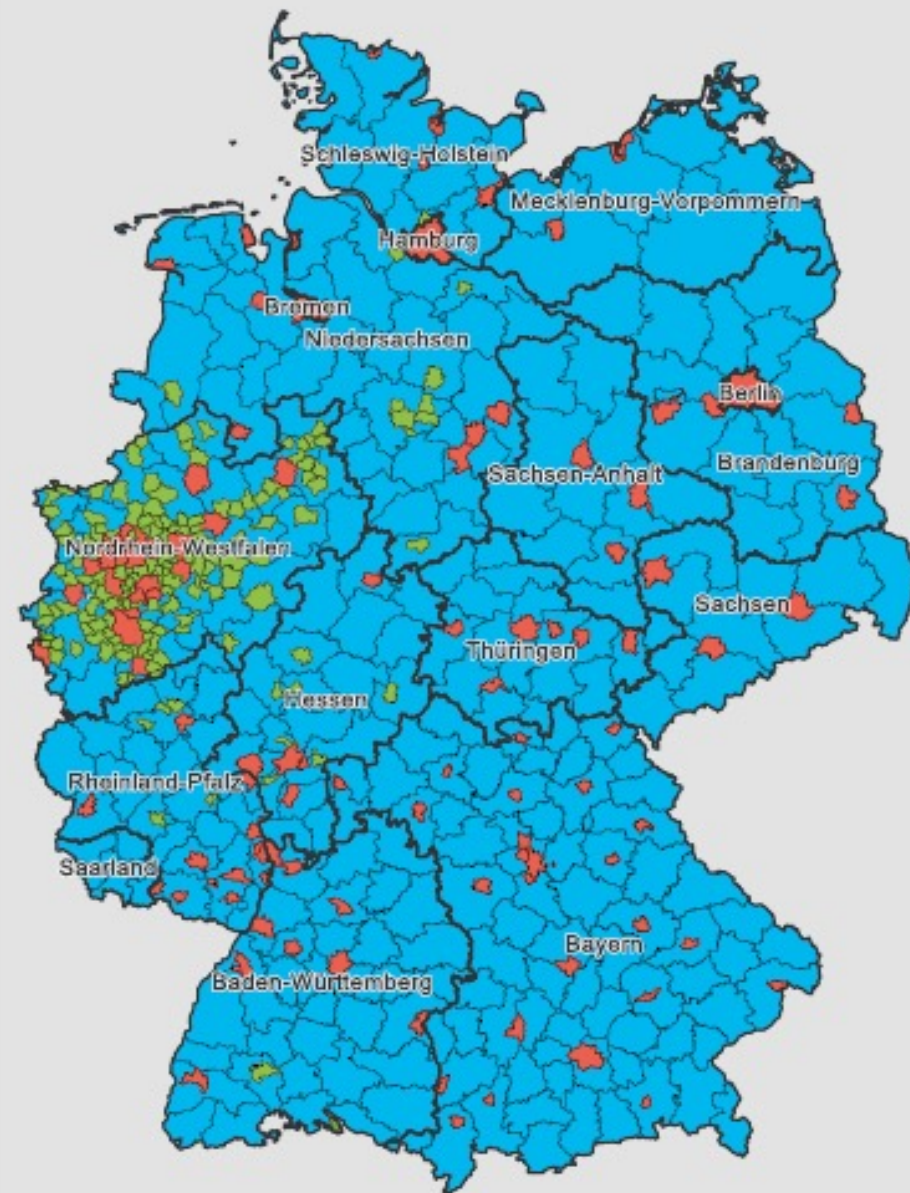 Schleswig-Holstein
Mecklenburg-Vorpommern
Hamburg
Bremen
Niedersachsen
Berlin
Sachsen-Anhalt
Brandenburg
Nordrhein-Westfalen
Sachsen
Thüringen
Hessen
Rheinland-Pfalz
Saarland
Bayern
Baden-Württemberg